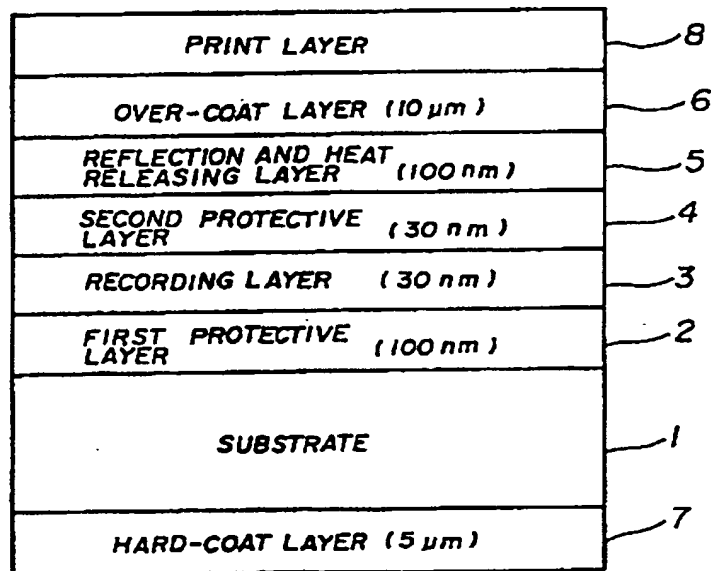 PRINT LAYER 8
OVER-COAT LAYER (10 μm) 6
REFLECTION AND HEAT
RELEASING LAYER (100 nm) 5
SECOND PROTECTIVE
LAYER (30 nm) 4
RECORDING LAYER (30 nm) 3
FIRST PROTECTIVE
LAYER (100 nm) 2
SUBSTRATE 1
HARD-COAT LAYER (5 μm) 7